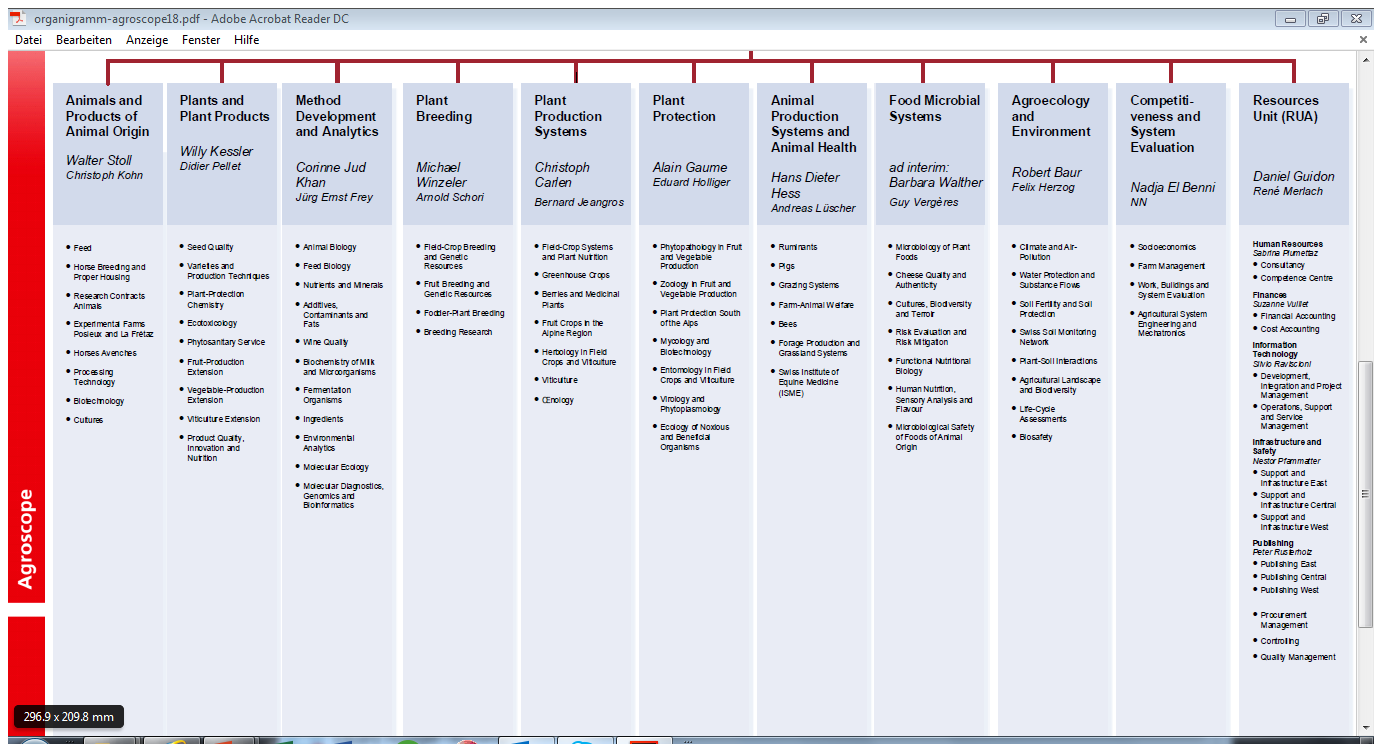 organigramm-agroscope18.pdf - Adobe Acrobat Reader DC
Datei Bearbeiten Anzeige Fenster Hilfe
Agroscope
Animals and
Products of
Animal Origin
Walter Stoll
Christoph Kohn
Feed
Horse Breeding and
Proper Housing
Research Contracts
Animals
Experimental Farms
Posieux and La Frêtaz
Horses Avenches
Processing
Technology
Biotechnology
Cultures
Plants and
Plant Products
Willy Kessler
Didier Pellet
Seed Quality
Varieties and
Production Techniques
Plant-Protection
Chemistry
Ecotoxicology
Phytosanitary Service
Fruit-Production
Extension
Vegetable-Production
Extension
Viticulture Extension
Product Quality,
Innovation and
Nutrition
Method
Development
and Analytics
Corinne Jud
Khan
Jürg Ernst Frey
Animal Biology
Feed Biology
Nutrients and Minerals
Additives,
Contaminants and
Fats
Wine Quality
Biochemistry of Milk
and Microorganisms
Fermentation
Organisms
Ingredients
Environmental
Analytics
Molecular Ecology
Molecular Diagnostics,
Genomics and
Bioinformatics
Plant
Breeding
Michael
Winzeler
Arnold Schori
Field-Crop Breeding
and Genetic
Resources
Fruit Breeding and
Genetic Resources
Fodder-Plant Breeding
Breeding Research
Plant
Production
Systems
Christoph
Carlen
Bernard Jeangros
Field-Crop Systems
and Plant Nutrition
Greenhouse Crops
Berries and Medicinal
Plants
Fruit Crops in the
Alpine Region
Herbology in Field
Crops and Viticulture
Viticulture
Œnology
Plant
Protection
Alain Gaume
Eduard Holliger
Phytopathology in Fruit
and Vegetable
Production
Zoology in Fruit and
Vegetable Production
Plant Protection South
of the Alps
Mycology and
Biotechnology
Entomology in Field
Crops and Viticulture
Virology and
Phytoplasmology
Ecology of Noxious
and Beneficial
Organisms
Animal
Production
Systems and
Animal Health
Hans Dieter
Hess
Andreas Lüscher
Ruminants
Pigs
Grazing Systems
Farm-Animal Welfare
Bees
Forage Production and
Grassland Systems
Swiss Institute of
Equine Medicine
(ISME)
Food Microbial
Systems
ad interim:
Barbara Walther
Guy Vergères
Microbiology of Plant
Foods
Cheese Quality and
Authenticity
Cultures, Biodiversity
and Terroir
Risk Evaluation and
Risk Mitigation
Functional Nutritional
Biology
Human Nutrition,
Sensory Analysis and
Flavour
Microbiological Safety
of Foods of Animal
Origin
Agroecology
and
Environment
Robert Baur
Felix Herzog
Climate and Air-
Pollution
Water Protection and
Substance Flows
Soil Fertility and Soil
Protection
Swiss Soil Monitoring
Network
Plant-Soil Interactions
Agricultural Landscape
and Biodiversity
Life-Cycle
Assessments
Biosafety
Competiti-
veness and
System
Evaluation
Nadja El Benni
NN
Socioeconomics
Farm Management
Work, Buildings and
System Evaluation
Agricultural System
Engineering and
Mechatronics
Resources
Unit (RUA)
Daniel Guidon
René Merlach
Human Resources
Sabrina Plumettaz
Consultancy
Competence Centre
Finances
Suzanne Vuillet
Financial Accounting
Cost Accounting
Information
Technology
Silvio Raviscioni
Development,
Integration and Project
Management
Operations, Support
and Service
Management
Infrastructure and
Safety
Nestor Pfammatter
Support and
Infrastructure East
Support and
Infrastructure Central
Support and
Infrastructure West
Publishing
Peter Rusterholz
Publishing East
Publishing Central
Publishing West
Procurement
Management
Controlling
Quality Management
296.9 x 209.8 mm